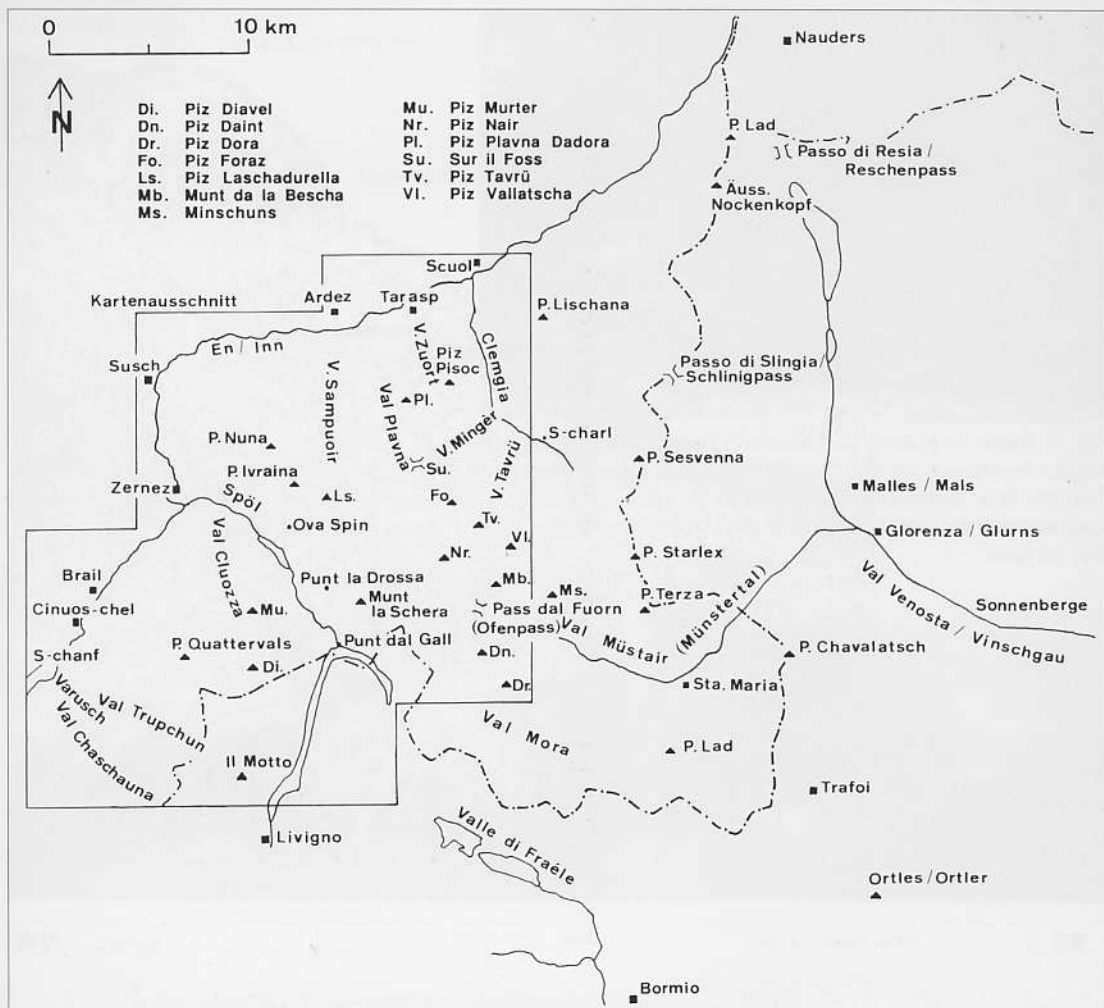 0 10 km
N
Di. Piz Diavel
Dn. Piz Daint
Dr. Piz Dora
Fo. Piz Foraz
Ls. Piz Laschadurella
Mb. Munt da la Bescha
Ms. Minschuns
Mu. Piz Murter
Nr. Piz Nair
Pl. Piz Plavna Dadora
Su. Sur il Foss
Tv. Piz Tavrü
Vl. Piz Vallatscha
Nauders
P. Lad
Passo di Resia /
Reschenpass
Äuss.
Nockenkopf
Scuol
Kartenausschnitt
Ardez
Tarasp
P. Lischana
En / Inn
V. Zuort
Clemgia
Piz
Pisoc
Susch
V. Sampuoir
Pl.
Passo di Slingia/
Schlinigpass
Val Plavna
V. Mingèr
S-charl
P. Nuna
Su.
V. Tavrü
P. Sesvenna
P. Ivraina
Zernez
Spöl
Ls.
Fo.
Malles / Mals
Ova Spin
Tv.
Glorenza / Glurns
Val Cluozza
Vl.
Nr.
P. Starlex
Brail
Punt la Drossa
Mb.
Ms.
Munt
la Schera
P. Terza
Val Venosta / Vinschgau
Sonnenberge
Cinuos-chel
Mu.
Pass dal Fuorn
(Ofenpass)
Val Müstair (Münstertal)
S-chanf
P. Quattervals
Punt dal Gall
Di.
Dn.
P. Chavalatsch
Dr.
Sta. Maria
Varusch
Val Trupchun
Val Chaschauna
Val Mora
P. Lad
Il Motto
Trafoi
Livigno
Valle di Fraéle
Ortles / Ortler
Bormio